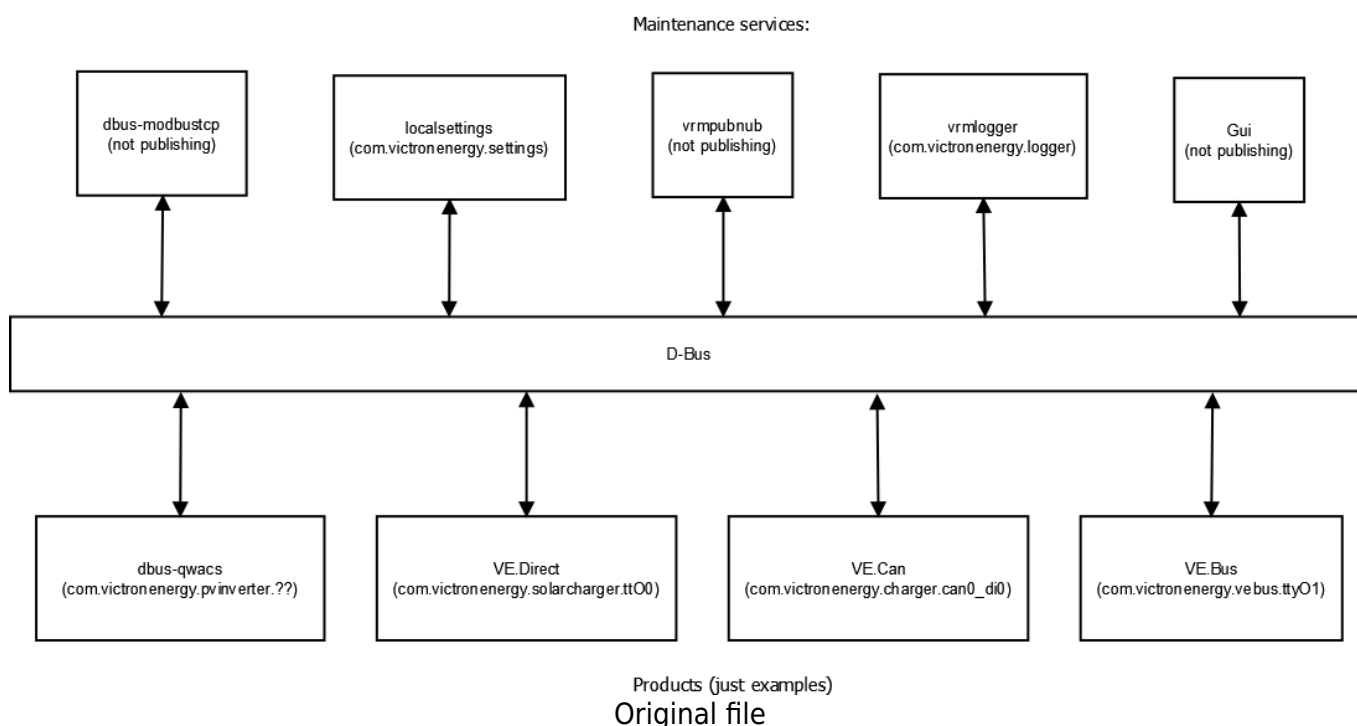 Maintenance services:
dbus-modbustcp
(not publishing)
localsettings
(com.victronenergy.settings)
vrmpubnub
(not publishing)
vrmlogger
(com.victronenergy.logger)
Gui
(not publishing)
D-Bus
dbus-qwacs
(com.victronenergy.pvinverter.??)
VE.Direct
(com.victronenergy.solarcharger.ttO0)
VE.Can
(com.victronenergy.charger.can0_di0)
VE.Bus
(com.victronenergy.vebus.ttyO1)
Products (just examples)
Original file